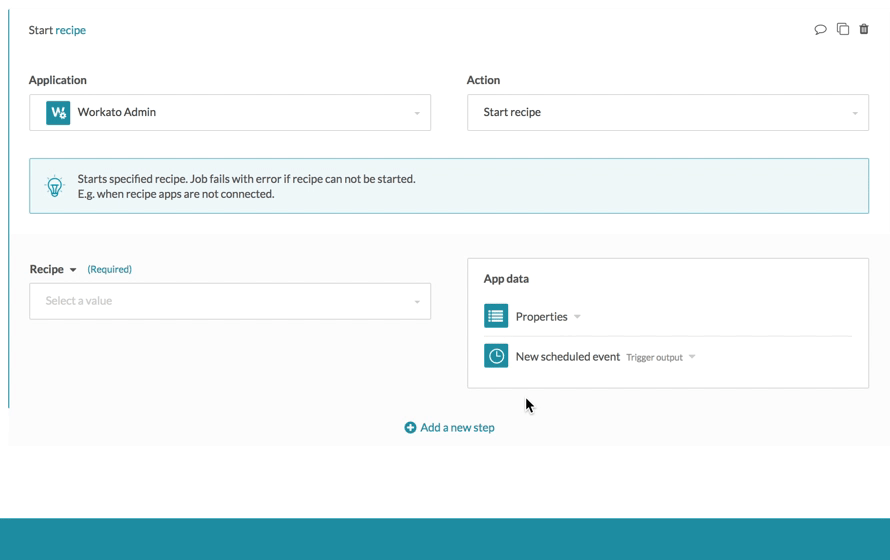 Start recipe
Application
Action
Workato Admin
Start recipe
Starts specified recipe. Job fails with error if recipe can not be started.
E.g. when recipe apps are not connected.
Recipe (Required)
Select a value
App data
Properties
New scheduled event Trigger output
Add a new step